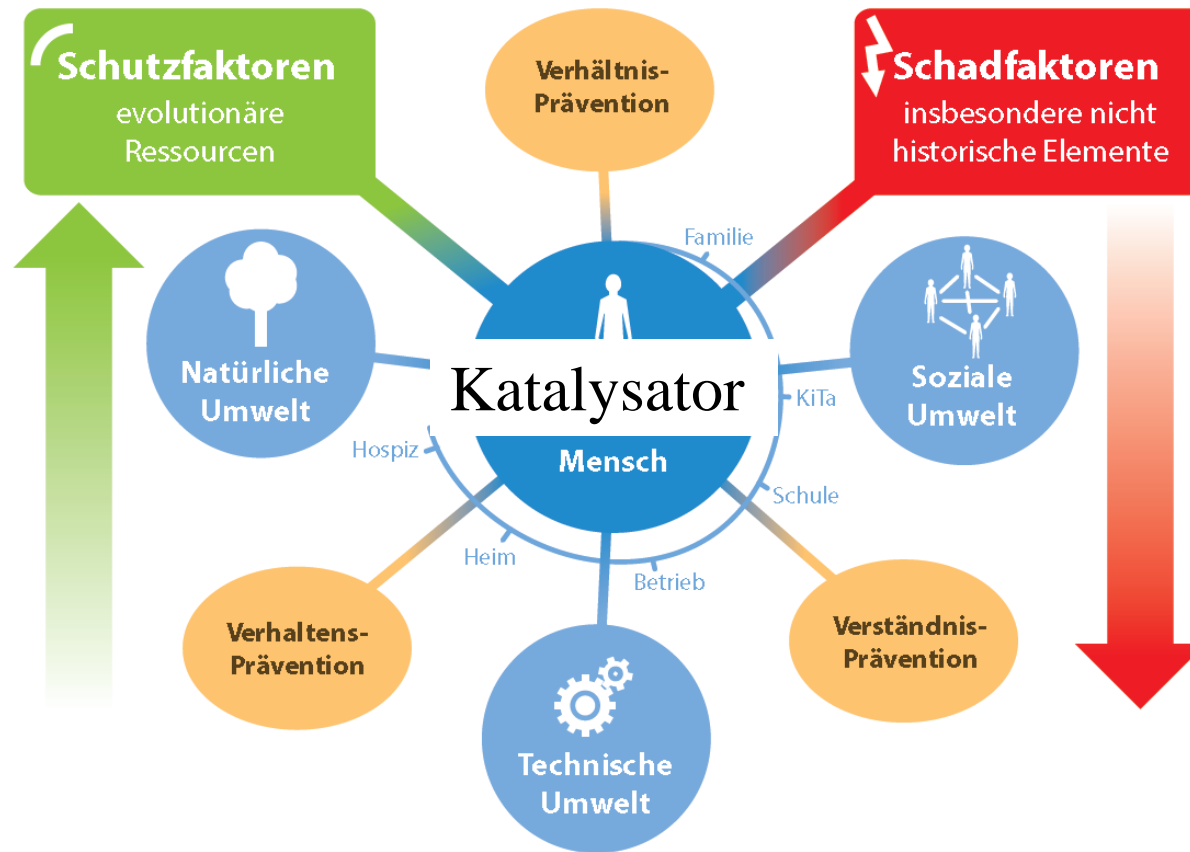 Schutzfaktoren
evolutionäre
Ressourcen
Verhältnis-
Prävention
Schadfaktoren
insbesondere nicht
historische Elemente
Familie
Natürliche
Umwelt
Katalysator
Mensch
KiTa
Soziale
Umwelt
Hospiz
Schule
Heim
Betrieb
Verhaltens-
Prävention
Verständnis-
Prävention
Technische
Umwelt